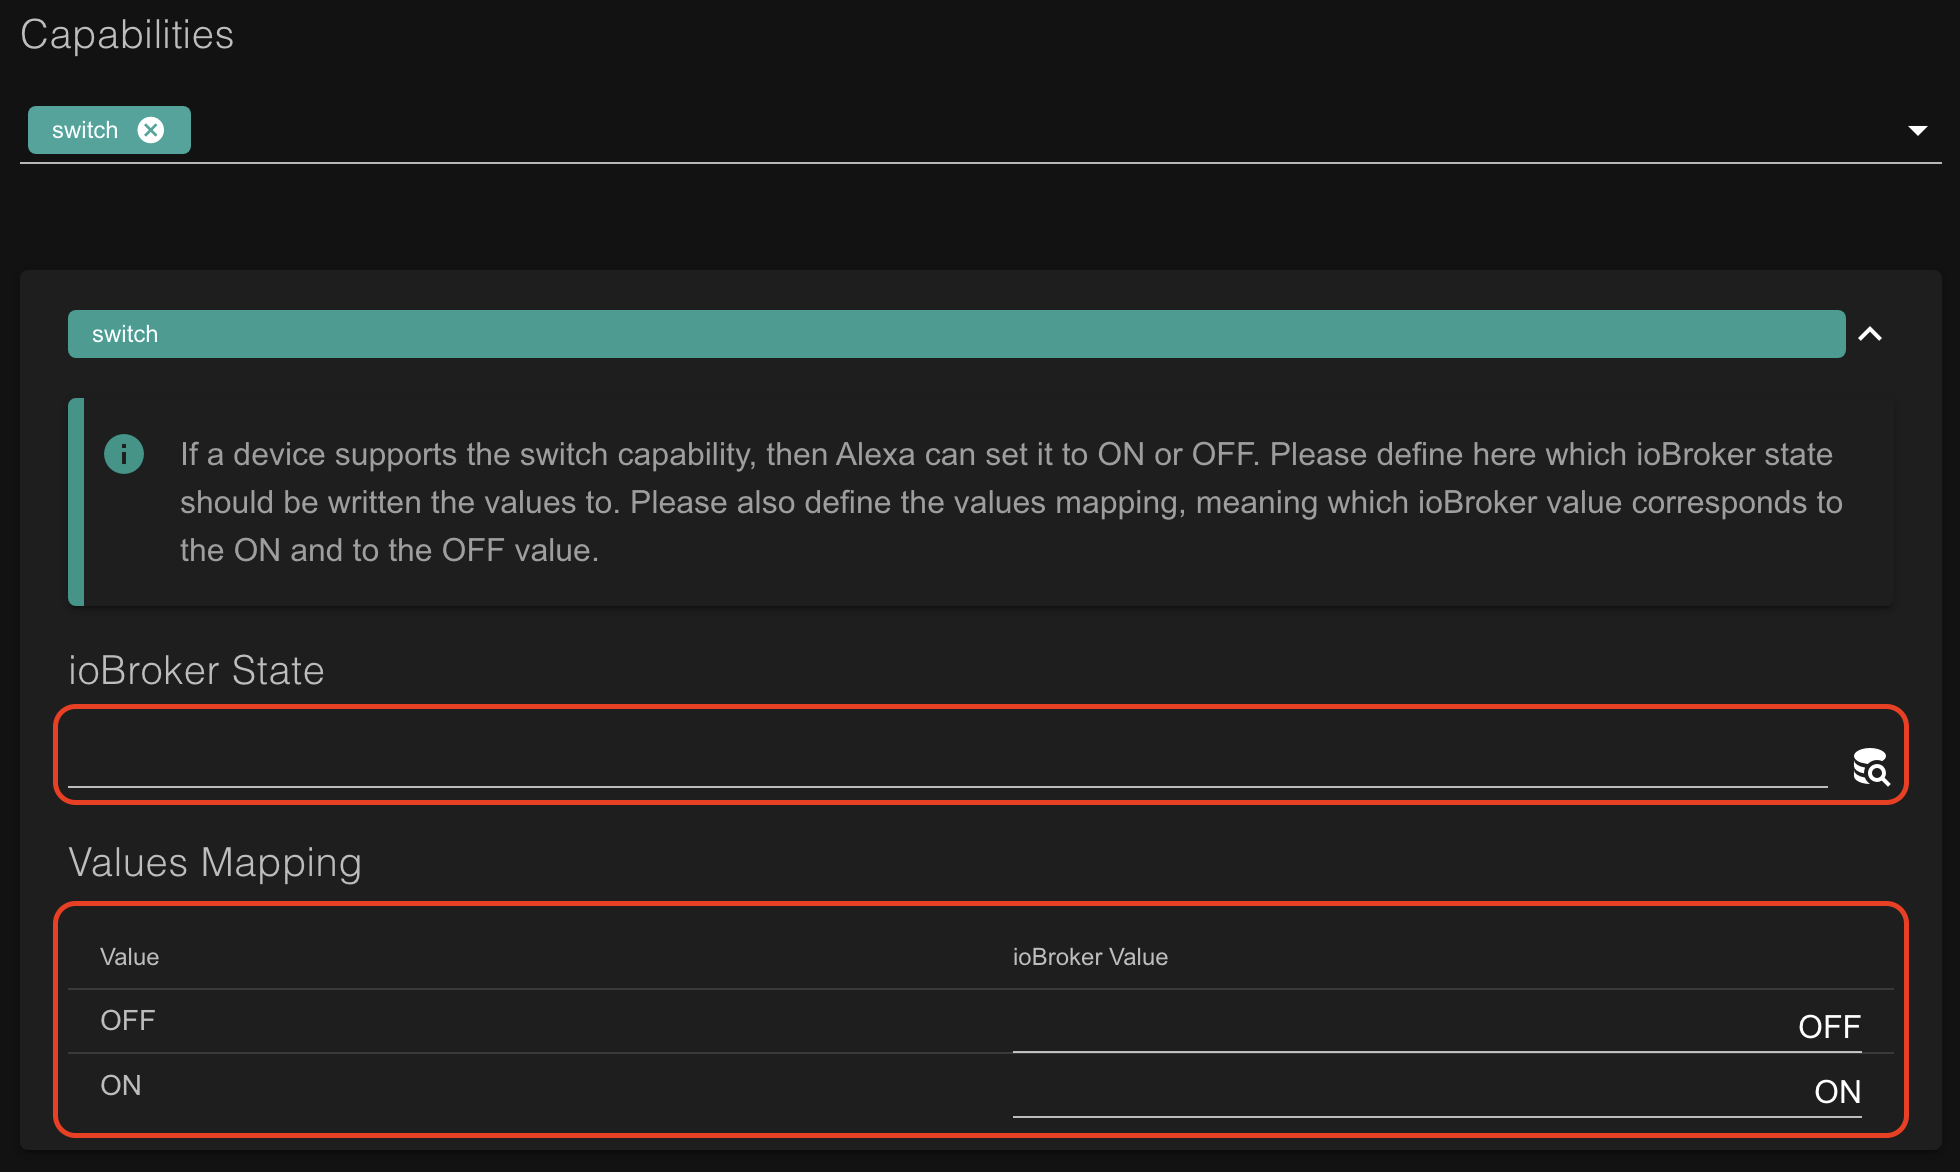 Capabilities
switch
switch
If a device supports the switch capability, then Alexa can set it to ON or OFF. Please define here which ioBroker state
should be written the values to. Please also define the values mapping, meaning which ioBroker value corresponds to
the ON and to the OFF value.
ioBroker State
Values Mapping
Value ioBroker Value
OFF OFF
ON ON